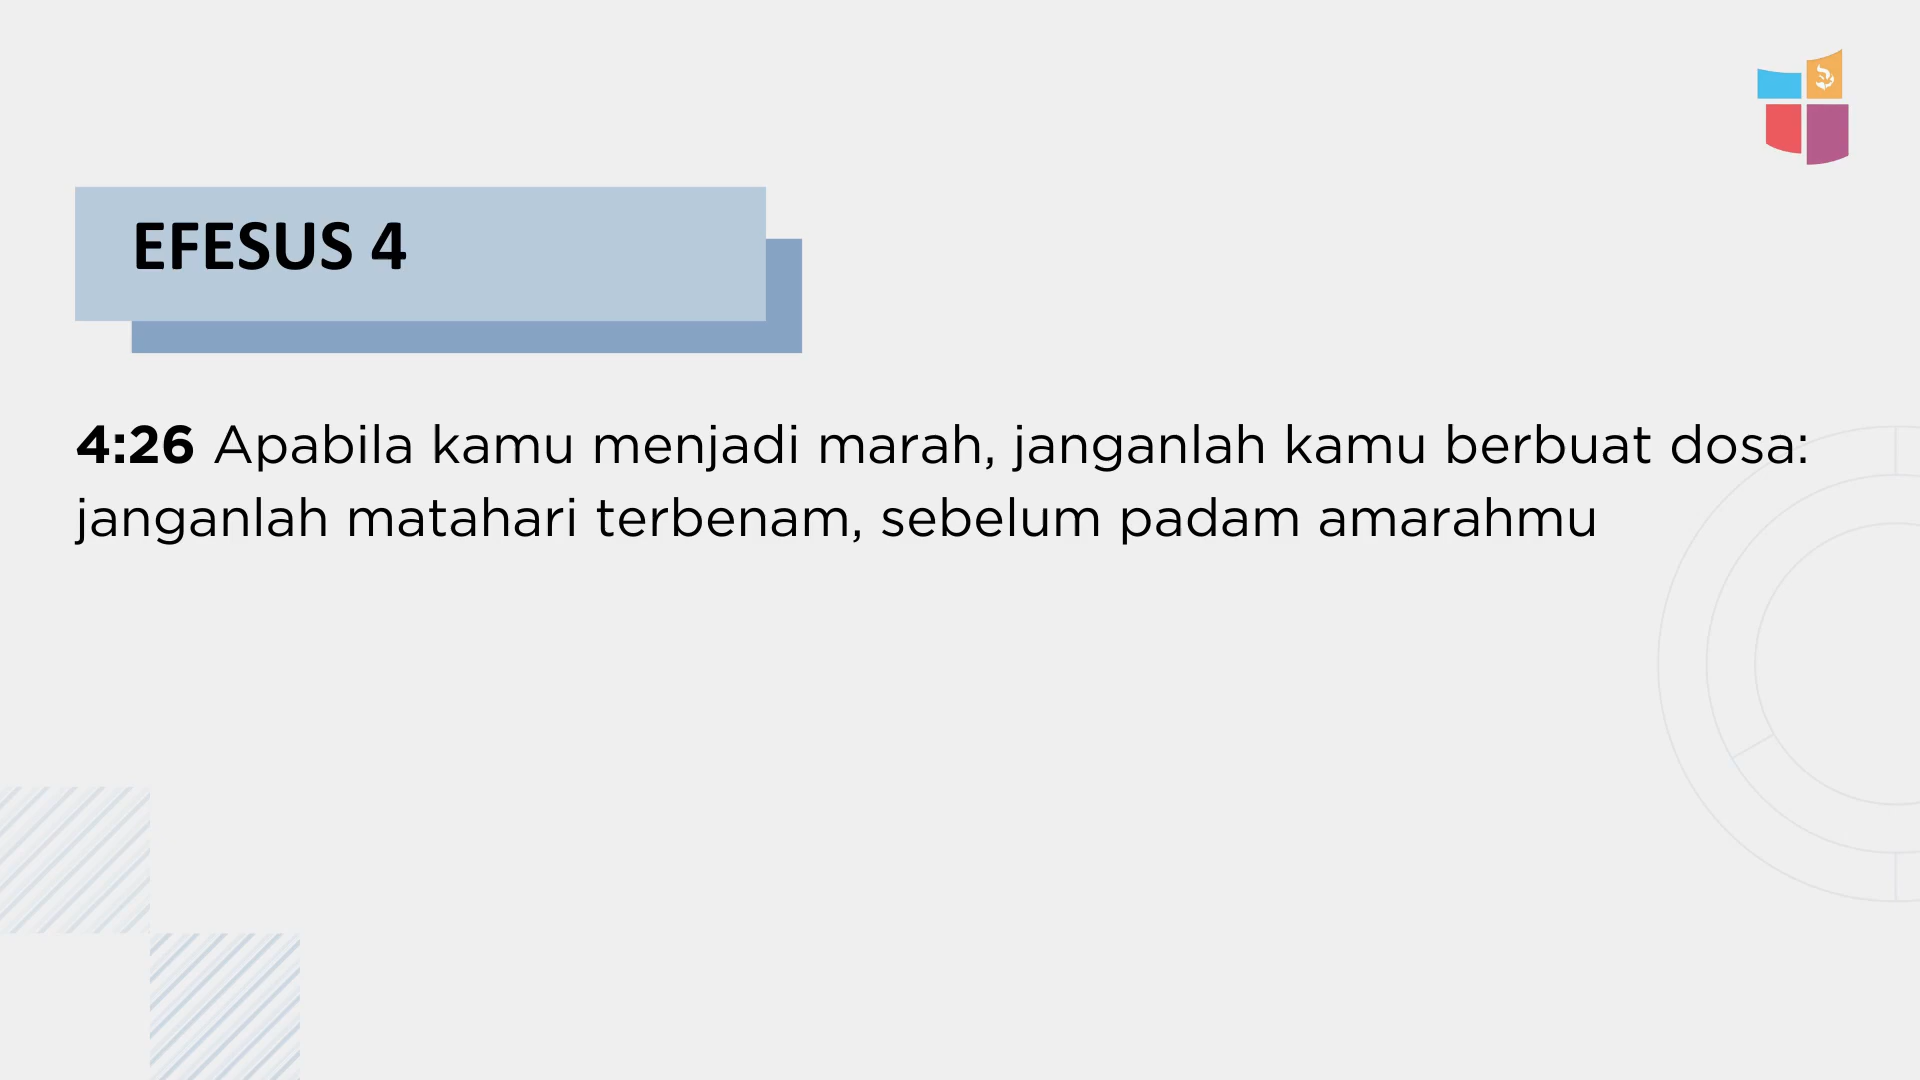 EFESUS 4
4:26 Apabila kamu menjadi marah, janganlah kamu berbuat dosa:
janganlah matahari terbenam, sebelum padam amarahmu